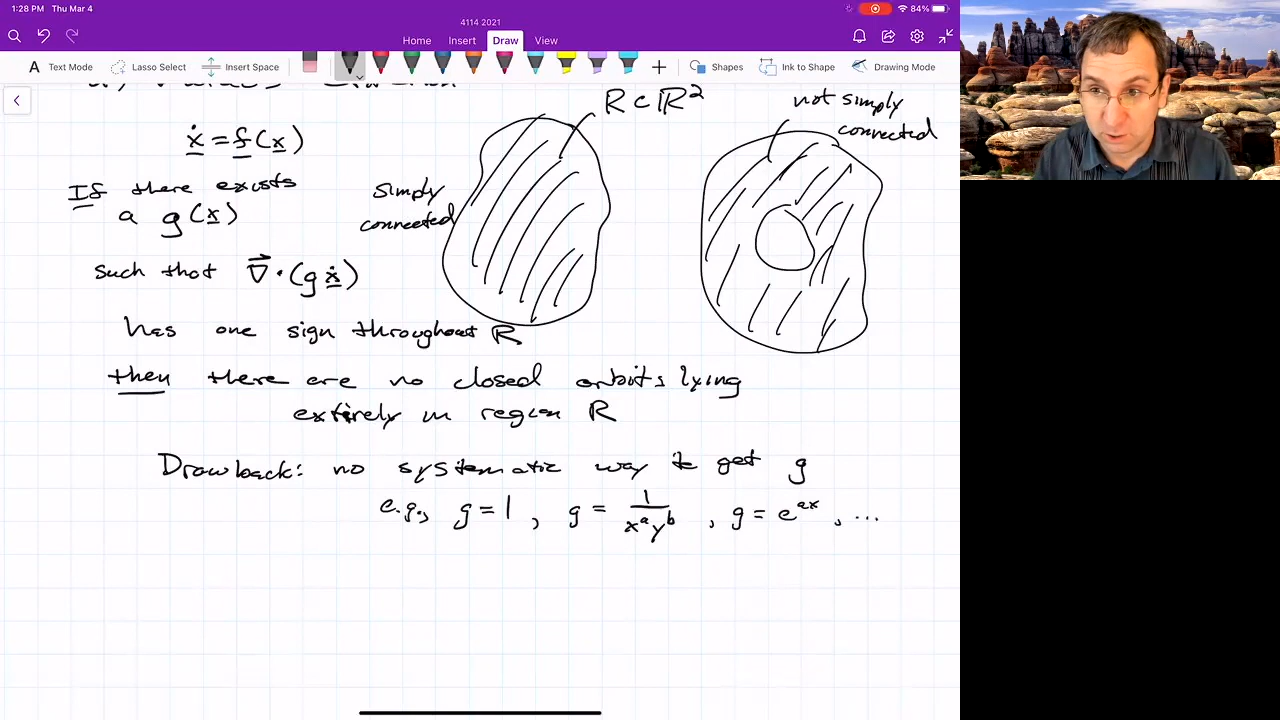 1:28 PM Thu Mar 4
84%
4114 2021
Home Insert Draw View
Text Mode Lasso Select Insert Space Shapes Ink to Shape Drawing Mode
R ⊂ ℝ²
not simply
connected
ẋ = f(x)
If there exists
a g(x)
simply
connected
such that ∇⃗·(g ẋ)
has one sign throughout R
then there are no closed orbits lying
entirely in region R
Drawback: no systematic way to get g
e.g., g = 1, g = 1/(xᵃyᵇ), g = eᵃˣ, ...